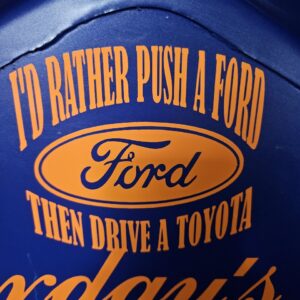 I'D RATHER PUSH A FORD
Ford
THEN DRIVE A TOYOTA